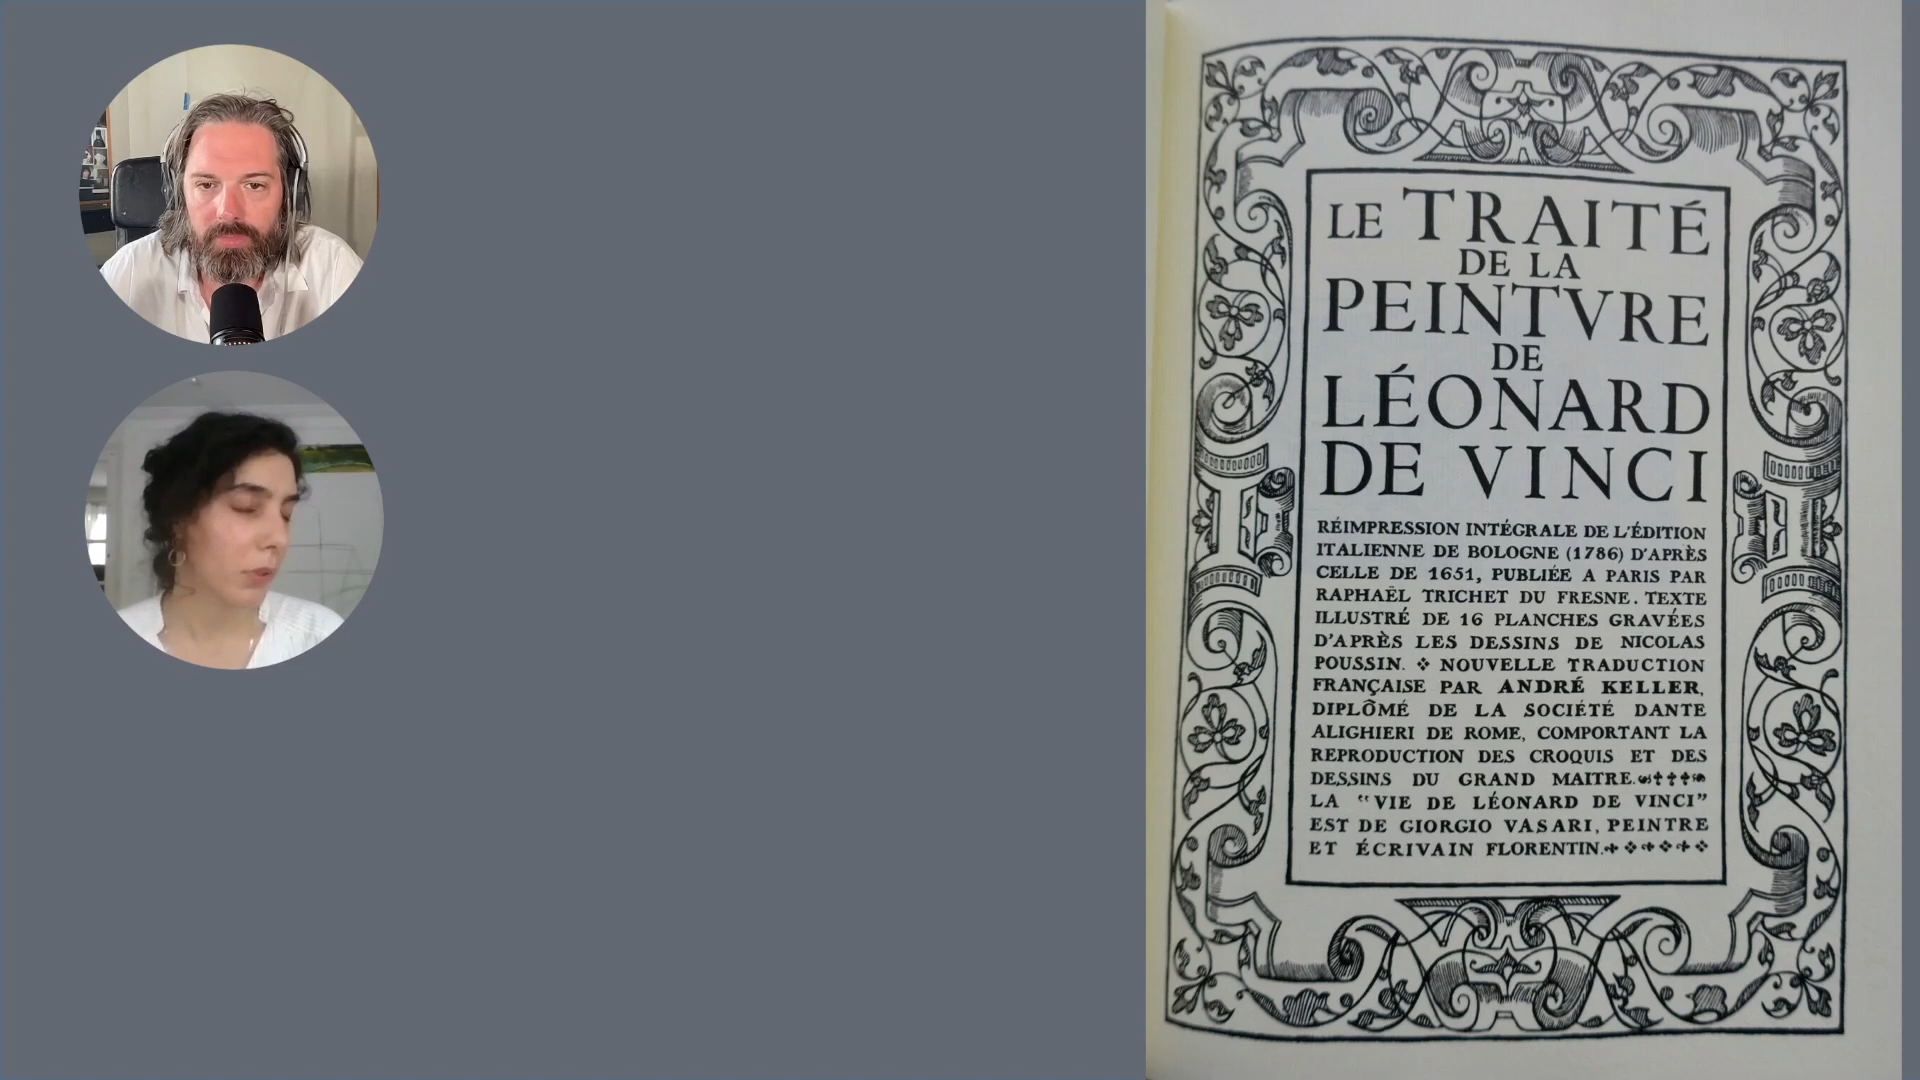 LE TRAITÉ
DE LA
PEINTVRE
DE
LÉONARD
DE VINCI
RÉIMPRESSION INTÉGRALE DE L'ÉDITION
ITALIENNE DE BOLOGNE (1786) D'APRÈS
CELLE DE 1651, PUBLIÉE A PARIS PAR
RAPHAËL TRICHET DU FRESNE. TEXTE
ILLUSTRÉ DE 16 PLANCHES GRAVÉES
D'APRÈS LES DESSINS DE NICOLAS
POUSSIN. ❖ NOUVELLE TRADUCTION
FRANÇAISE PAR ANDRÉ KELLER,
DIPLÔMÉ DE LA SOCIÉTÉ DANTE
ALIGHIERI DE ROME, COMPORTANT LA
REPRODUCTION DES CROQUIS ET DES
DESSINS DU GRAND MAITRE.
LA "VIE DE LÉONARD DE VINCI"
EST DE GIORGIO VASARI, PEINTRE
ET ÉCRIVAIN FLORENTIN.